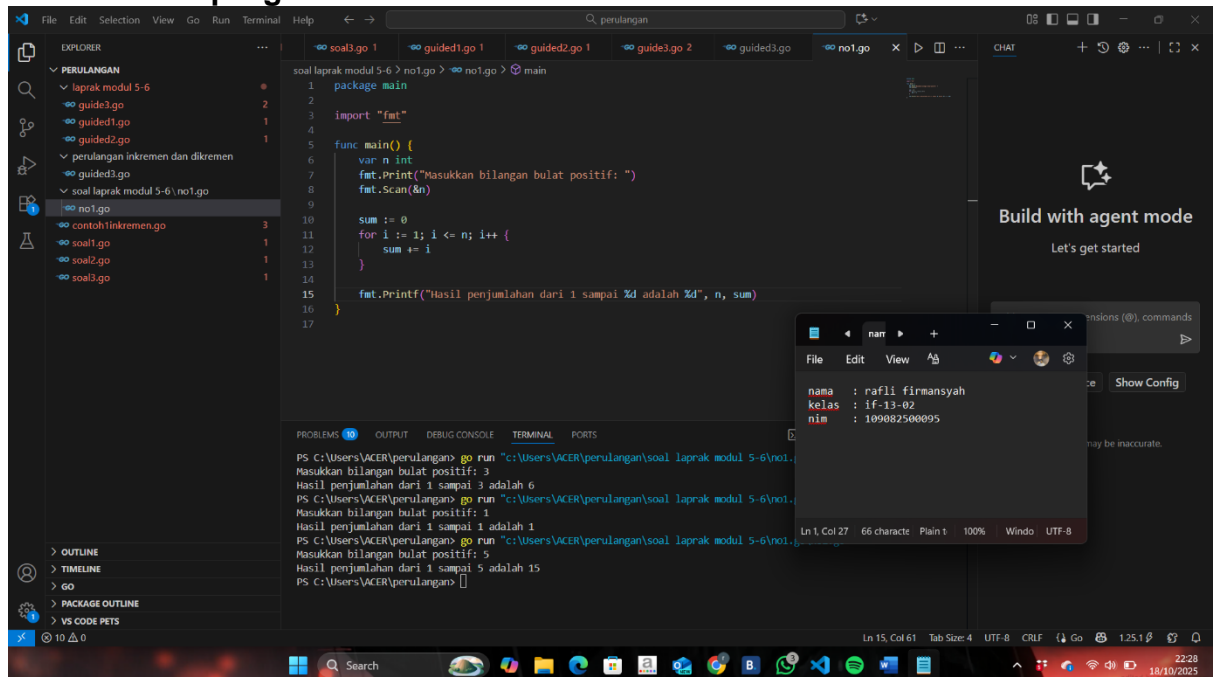 File Edit Selection View Go Run Terminal Help
perulangan
EXPLORER
PERULANGAN
laprak modul 5-6
guide3.go 2
guided1.go 1
guided2.go 1
perulangan inkremen dan dikremen
guided3.go
soal laprak modul 5-6\no1.go
no1.go
contoh1inkremen.go 3
soal1.go 1
soal2.go 1
soal3.go 1
OUTLINE
TIMELINE
GO
PACKAGE OUTLINE
VS CODE PETS
soal3.go 1 guided1.go 1 guided2.go 1 guide3.go 2 guided3.go no1.go
soal laprak modul 5-6 > no1.go > main
1 package main
2
3 import "fmt"
4
5 func main() {
6 var n int
7 fmt.Print("Masukkan bilangan bulat positif: ")
8 fmt.Scan(&n)
9
10 sum := 0
11 for i := 1; i <= n; i++ {
12 sum += i
13 }
14
15 fmt.Printf("Hasil penjumlahan dari 1 sampai %d adalah %d", n, sum)
16 }
17
PROBLEMS 10 OUTPUT DEBUG CONSOLE TERMINAL PORTS
PS C:\Users\ACER\perulangan> go run "c:\Users\ACER\perulangan\soal laprak modul 5-6\no1.
Masukkan bilangan bulat positif: 3
Hasil penjumlahan dari 1 sampai 3 adalah 6
PS C:\Users\ACER\perulangan> go run "c:\Users\ACER\perulangan\soal laprak modul 5-6\no1.
Masukkan bilangan bulat positif: 1
Hasil penjumlahan dari 1 sampai 1 adalah 1
PS C:\Users\ACER\perulangan> go run "c:\Users\ACER\perulangan\soal laprak modul 5-6\no1.
Masukkan bilangan bulat positif: 5
Hasil penjumlahan dari 1 sampai 5 adalah 15
PS C:\Users\ACER\perulangan>
CHAT
Build with agent mode
Let's get started
ensions (@), commands
Show Config
may be inaccurate.
nam
File Edit View
nama : rafli firmansyah
kelas : if-13-02
nim : 109082500095
Ln 1, Col 27 66 characte Plain t 100% Windo UTF-8
10 0
Ln 15, Col 61 Tab Size: 4 UTF-8 CRLF Go 1.25.1
Search
22:28
18/10/2025